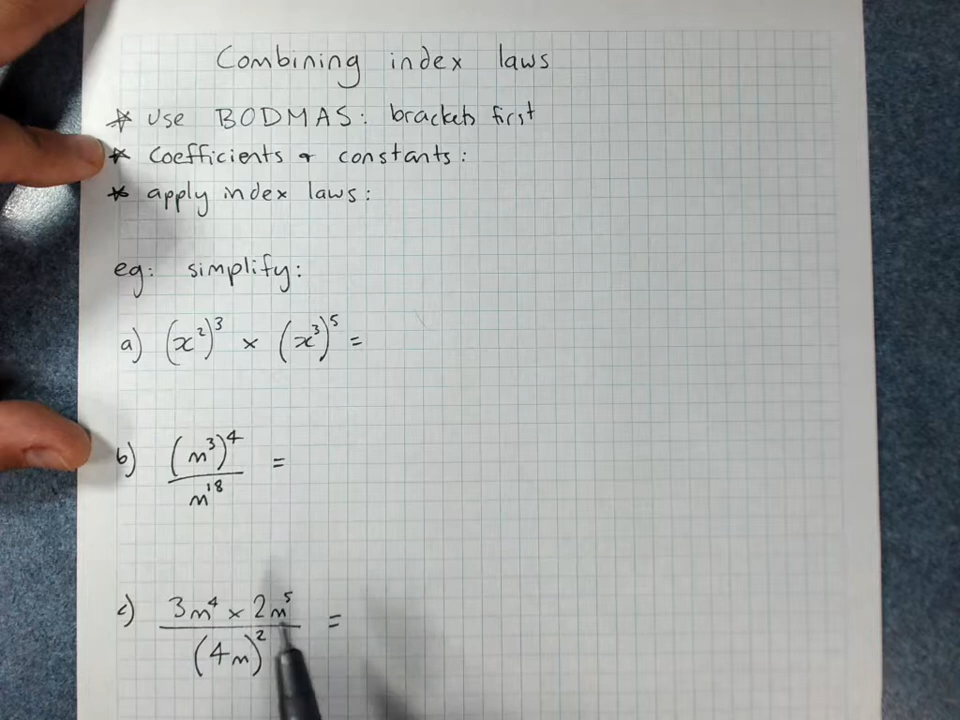 Combining index laws
* use BODMAS: brackets first
* Coefficients & constants:
* apply index laws:
eg: simplify:
a) (x²)³ × (x³)⁵ =
b) (m³)⁴ / m¹⁸ =
c) 3m⁴ × 2m⁵ / (4m)² =